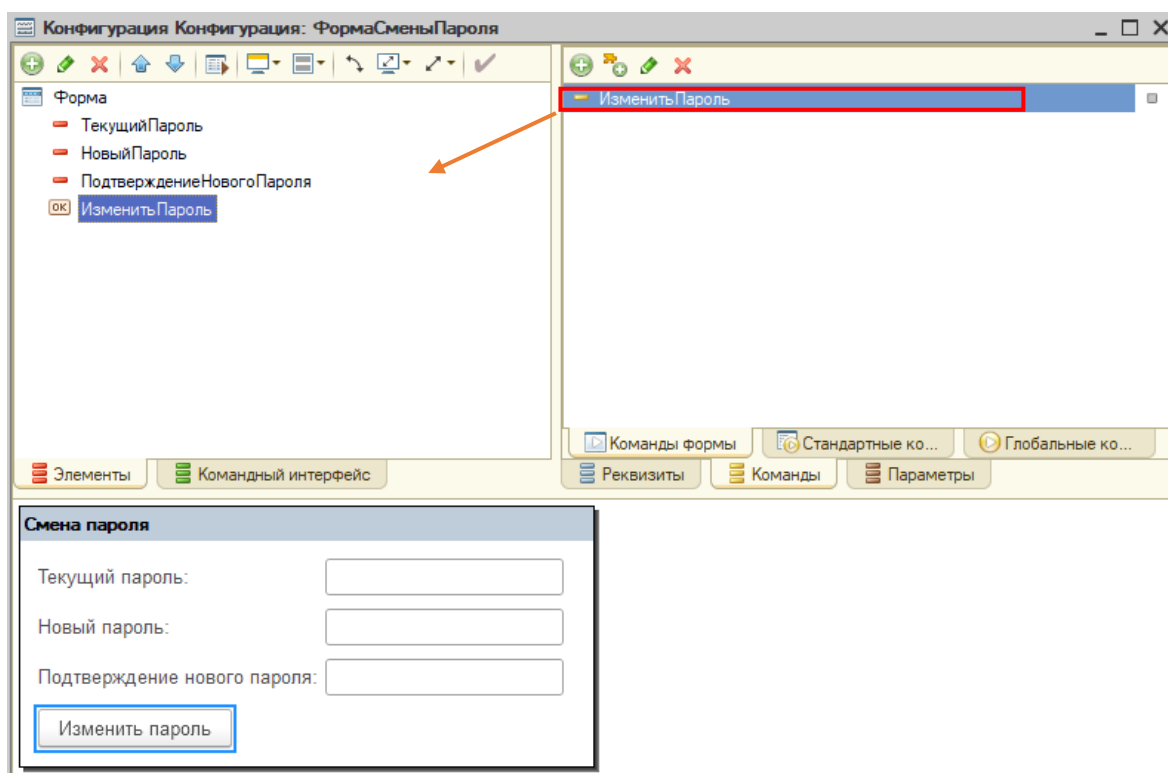 Конфигурация Конфигурация: ФормаСменыПароля
Форма
ТекущийПароль
НовыйПароль
ПодтверждениеНовогоПароля
OK ИзменитьПароль
ИзменитьПароль
Команды формы Стандартные ко... Глобальные ко...
Элементы Командный интерфейс
Реквизиты Команды Параметры
Смена пароля
Текущий пароль:
Новый пароль:
Подтверждение нового пароля:
Изменить пароль